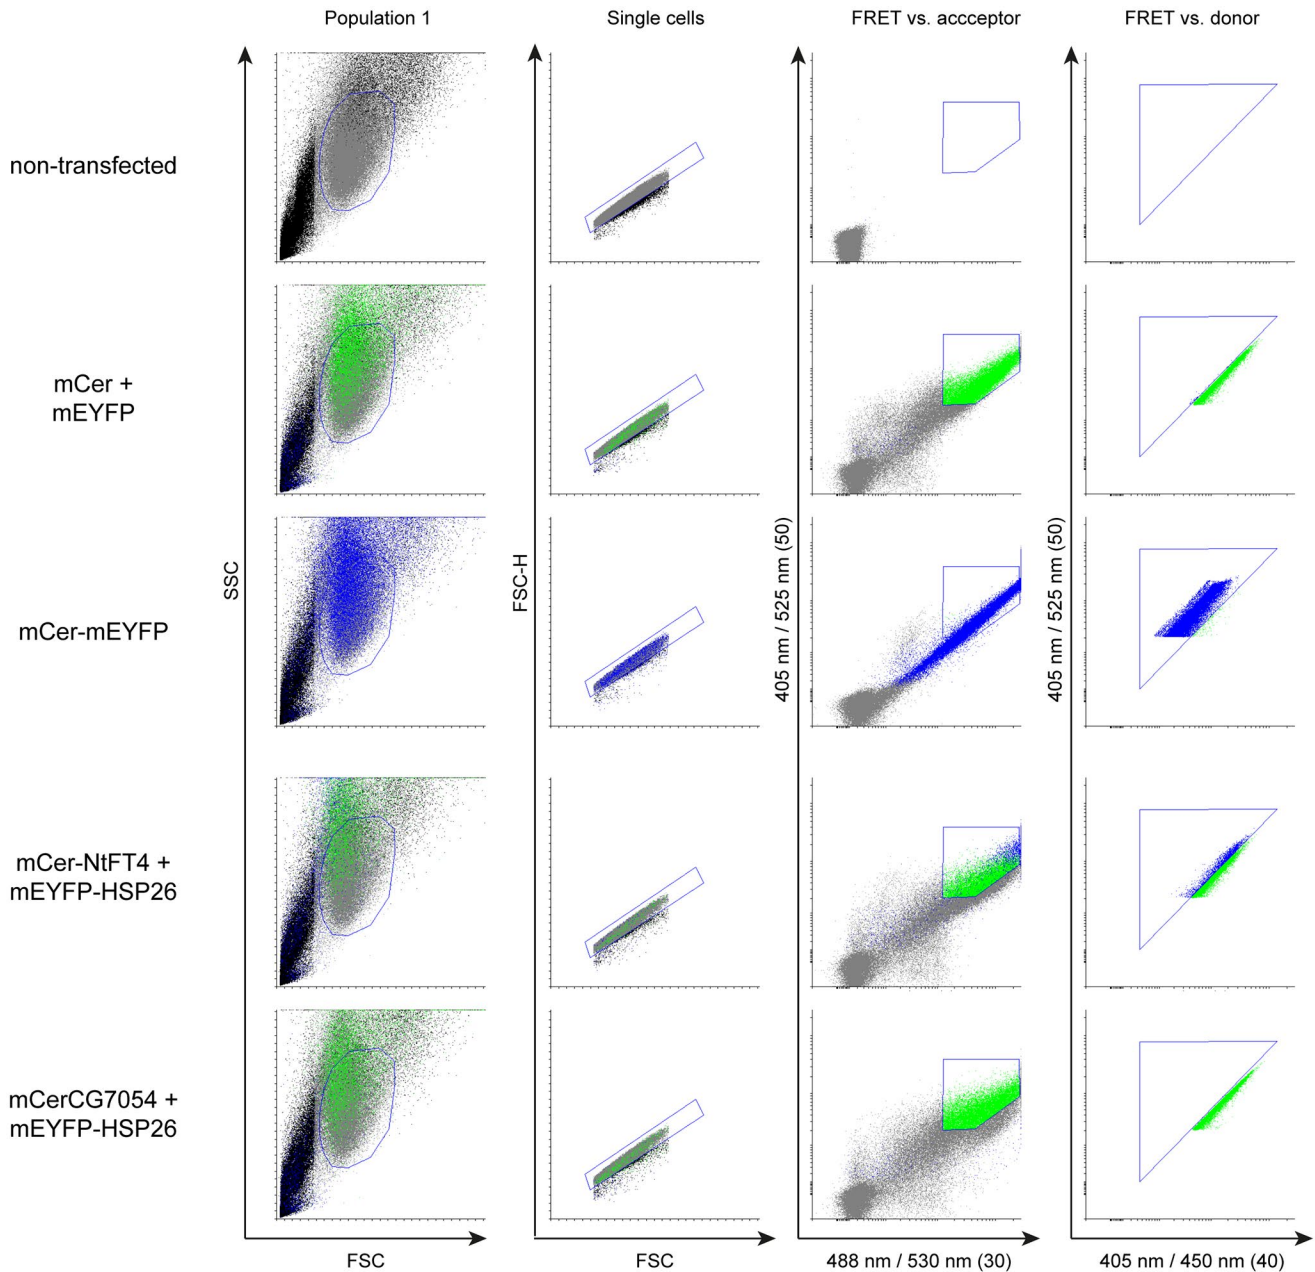 Population 1
Single cells
FRET vs. accceptor
FRET vs. donor
non-transfected
mCer +
mEYFP
mCer-mEYFP
mCer-NtFT4 +
mEYFP-HSP26
mCerCG7054 +
mEYFP-HSP26
SSC
FSC-H
405 nm / 525 nm (50)
405 nm / 525 nm (50)
FSC
FSC
488 nm / 530 nm (30)
405 nm / 450 nm (40)